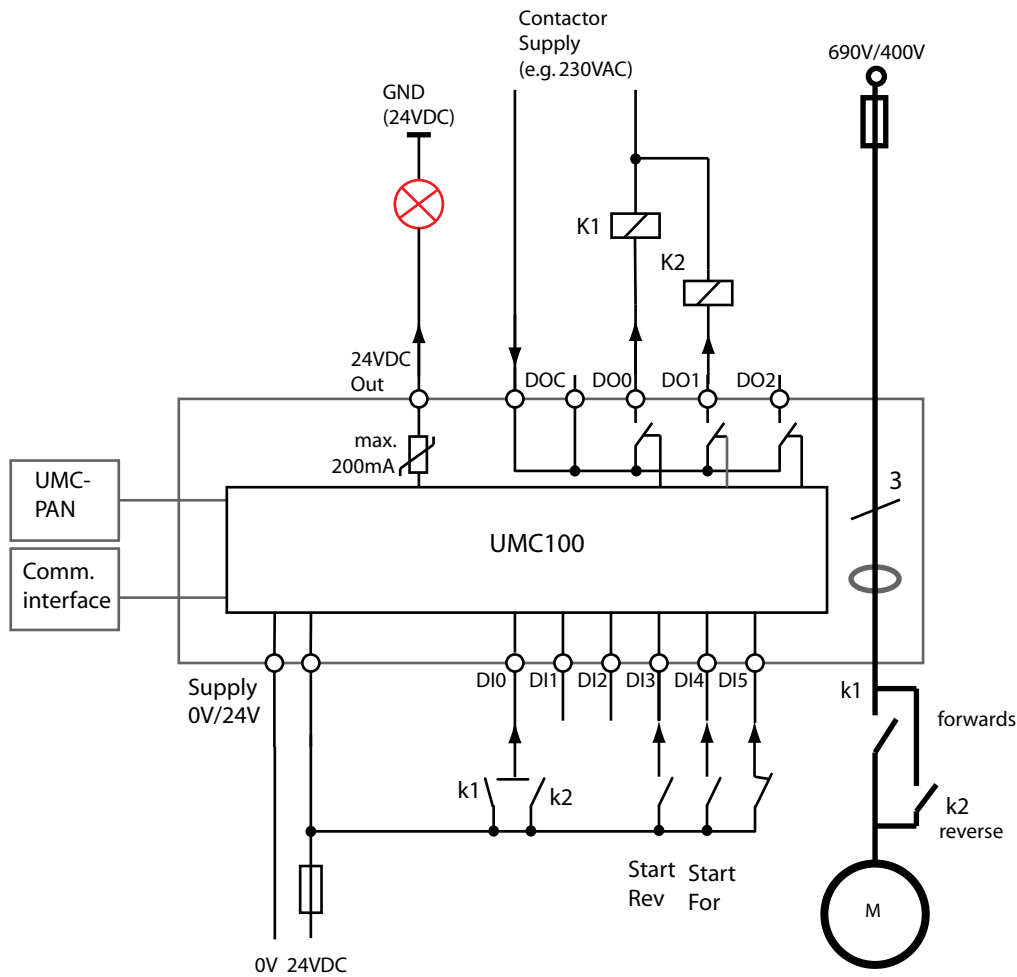 Contactor
Supply
(e.g. 230VAC)
690V/400V
GND
(24VDC)
K1
K2
24VDC
Out
DOC
DO0
DO1
DO2
max.
200mA
UMC-
PAN
3
UMC100
Comm.
interface
Supply
0V/24V
DI0
DI1
DI2
DI3
DI4
DI5
k1
forwards
k1
k2
k2
reverse
Start
Rev
Start
For
M
0V
24VDC